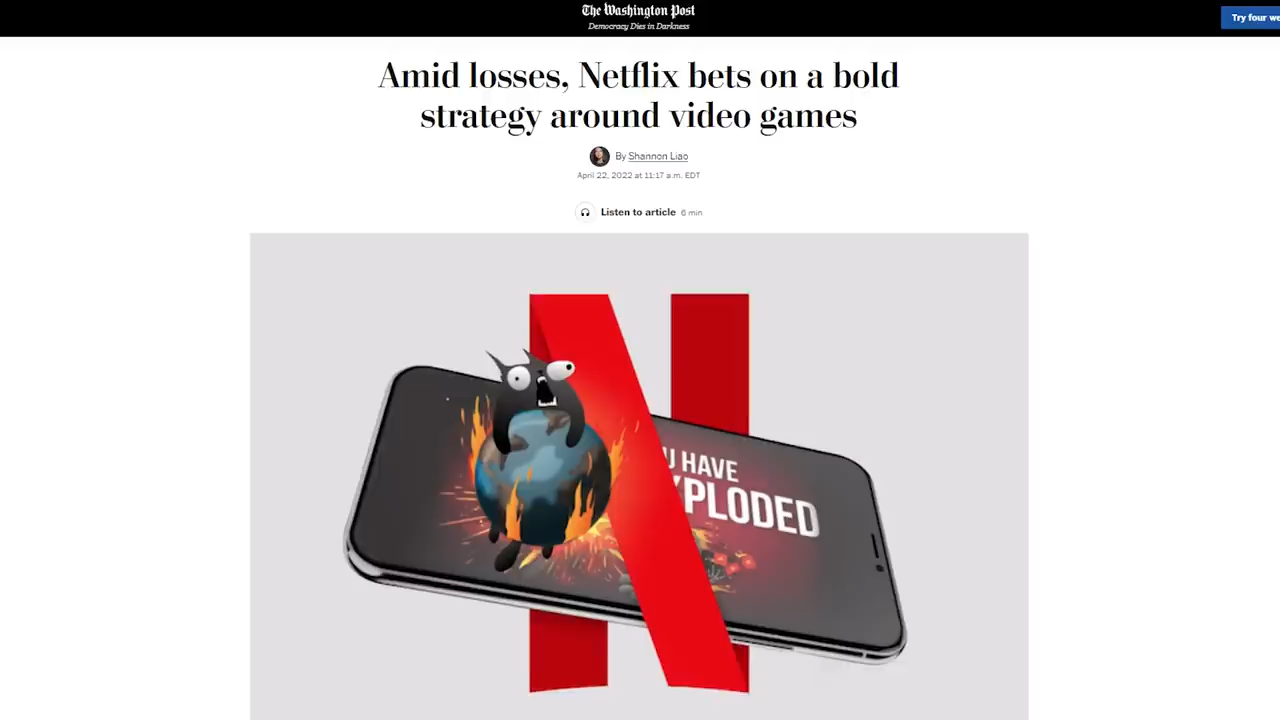 The Washington Post
Democracy Dies in Darkness
Try four we
Amid losses, Netflix bets on a bold
strategy around video games
By Shannon Liao
April 22, 2022 at 11:17 a.m. EDT
Listen to article 6 min
U HAVE
XPLODED